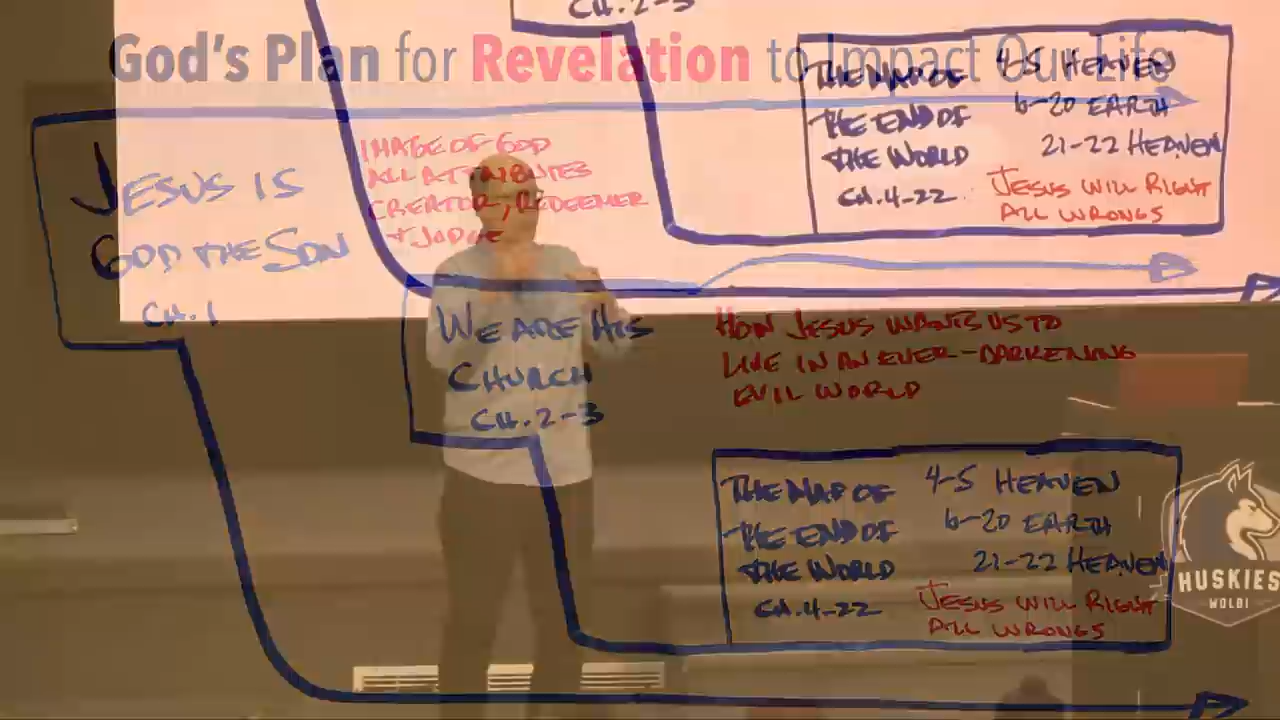 CH. 2-3
God's Plan for Revelation to Impact Our Life
THE MAP OF 4-5 HEAVEN
THE END OF 6-20 EARTH
THE WORLD 21-22 HEAVEN
CH. 4-22 JESUS WILL RIGHT
ALL WRONGS
JESUS IS
GOD THE SON
CH. 1
IMAGE OF GOD
ALL ATTRIBUTES
CREATOR, REDEEMER
+ JUDGE
WE ARE HIS
CHURCH
CH. 2-3
HOW JESUS WANTS US TO
LIVE IN AN EVER-DARKENING
EVIL WORLD
THE MAP OF 4-5 HEAVEN
THE END OF 6-20 EARTH
THE WORLD 21-22 HEAVEN
CH. 4-22 JESUS WILL RIGHT
ALL WRONGS
HUSKIES
WOLBI